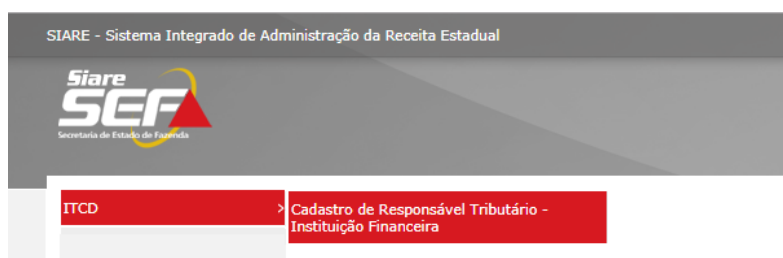 SIARE - Sistema Integrado de Administração da Receita Estadual
Siare
SEF
Secretaria de Estado de Fazenda
ITCD > Cadastro de Responsável Tributário -
Instituição Financeira